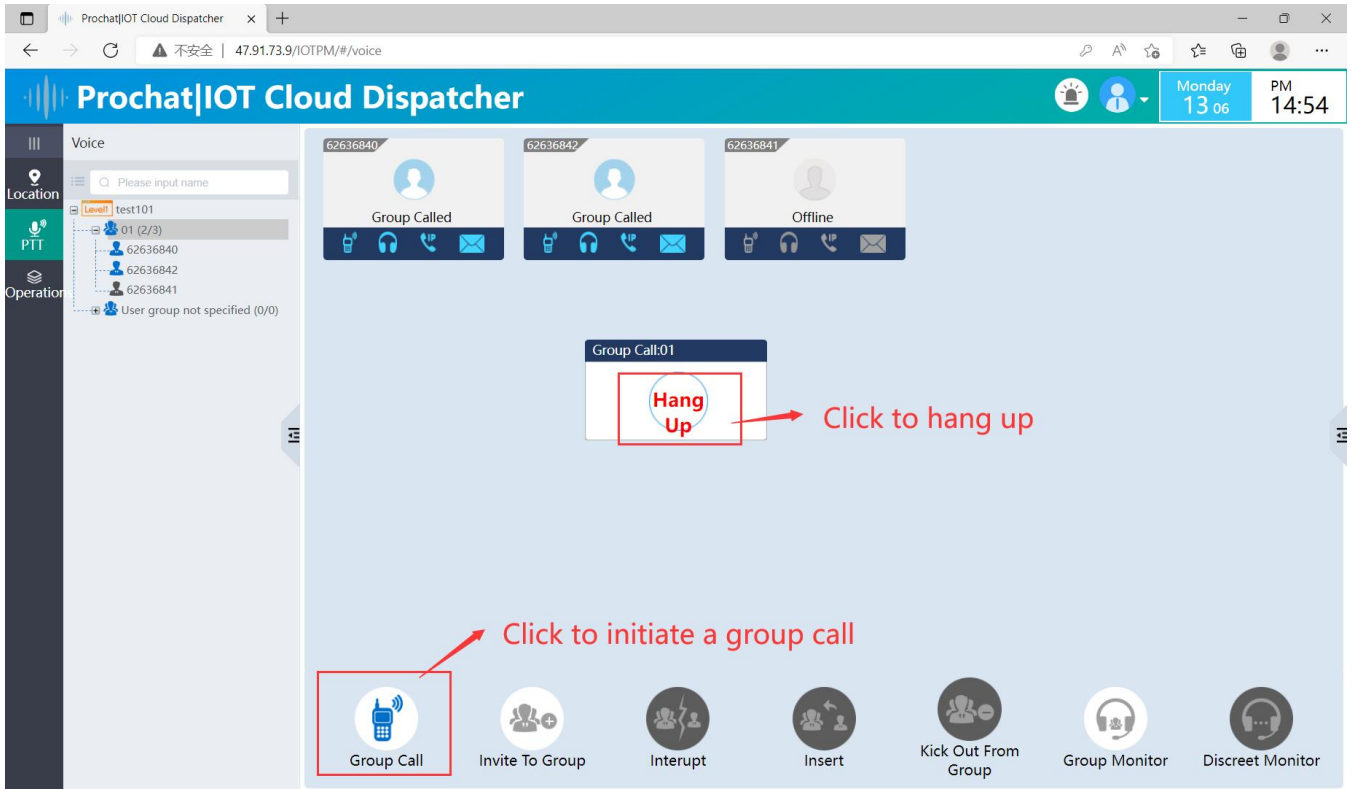 Prochat|IOT Cloud Dispatcher
不安全 | 47.91.73.9/IOTPM/#/voice
Prochat|IOT Cloud Dispatcher
Monday
13 06
PM
14:54
Location
PTT
Operation
Voice
Please input name
Level1 test101
01 (2/3)
62636840
62636842
62636841
User group not specified (0/0)
62636840
Group Called
62636842
Group Called
62636841
Offline
Group Call:01
Hang
Up
Click to hang up
Click to initiate a group call
Group Call
Invite To Group
Interupt
Insert
Kick Out From
Group
Group Monitor
Discreet Monitor